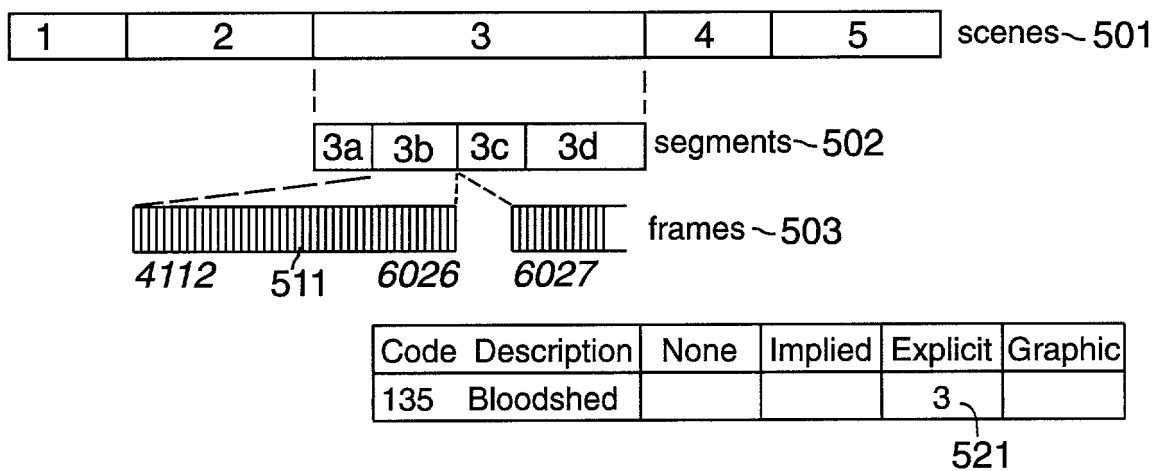 1 2 3 4 5 scenes~501
3a 3b 3c 3d segments~502
frames~503
4112 511 6026 6027
Code Description None Implied Explicit Graphic
135 Bloodshed 3
521